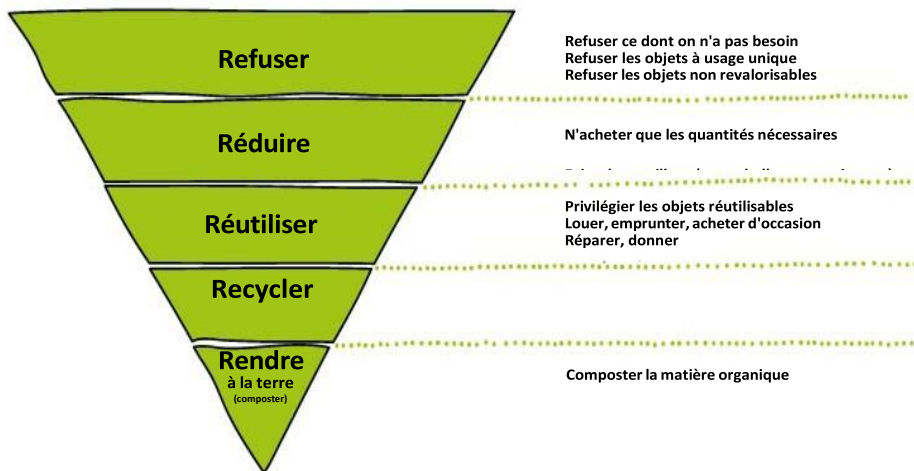 Refuser
Refuser ce dont on n'a pas besoin
Refuser les objets à usage unique
Refuser les objets non revalorisables
Réduire
N'acheter que les quantités nécessaires
Réutiliser
Privilégier les objets réutilisables
Louer, emprunter, acheter d'occasion
Réparer, donner
Recycler
Rendre
à la terre
(composter)
Composter la matière organique